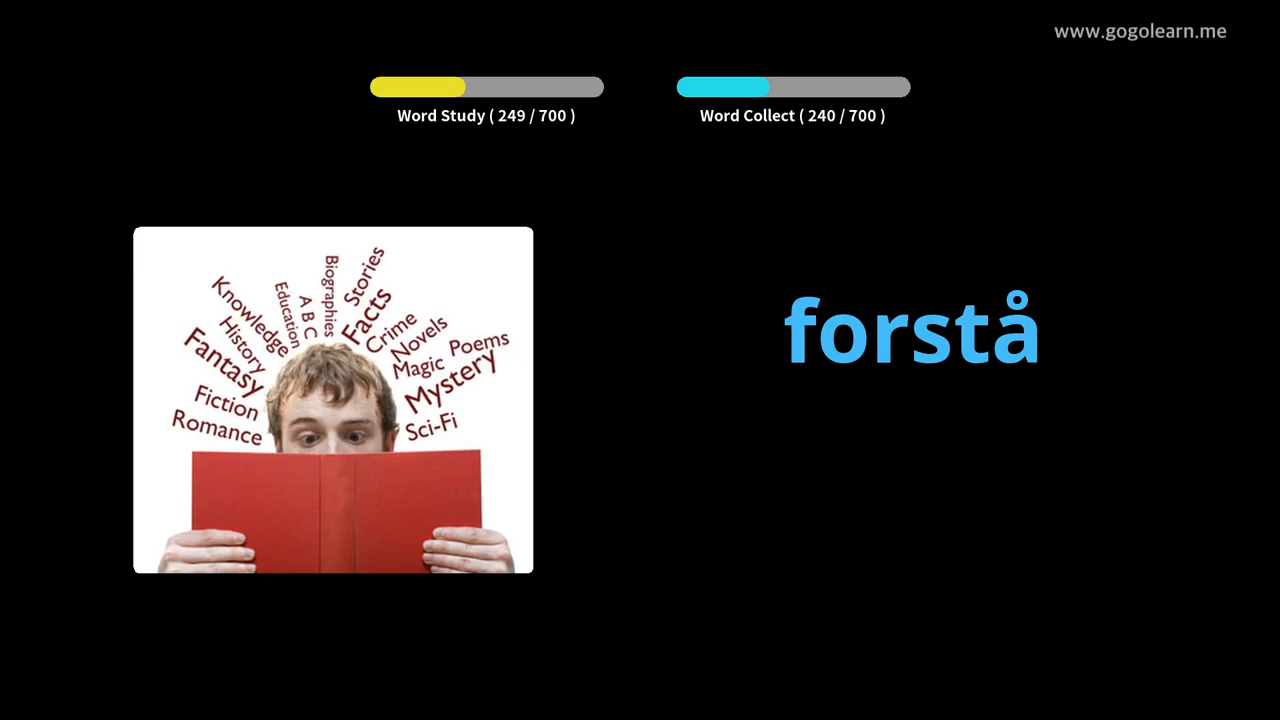 www.gogolearn.me
Word Study ( 249 / 700 )
Word Collect ( 240 / 700 )
Stories
Biographies
Facts
Knowledge
Education
A B C
Crime
History
Novels
Poems
Fantasy
Magic
Mystery
Fiction
Romance
Sci-Fi
forstå